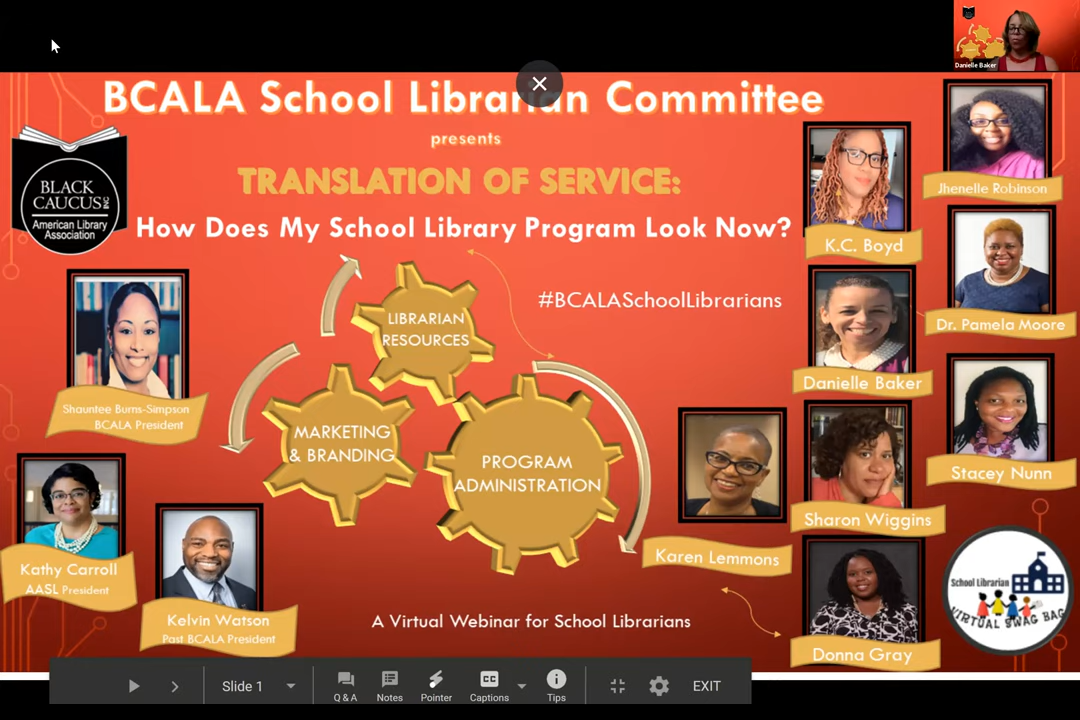 Danielle Baker
BCALA School Librarian Committee
presents
TRANSLATION OF SERVICE:
How Does My School Library Program Look Now?
BLACK
CAUCUS INC
American Library
Association
#BCALASchoolLibrarians
LIBRARIAN
RESOURCES
MARKETING
& BRANDING
PROGRAM
ADMINISTRATION
Shauntee Burns-Simpson
BCALA President
Kathy Carroll
AASL President
Kelvin Watson
Past BCALA President
Jhenelle Robinson
K.C. Boyd
Dr. Pamela Moore
Danielle Baker
Stacey Nunn
Sharon Wiggins
Karen Lemmons
Donna Gray
School Librarian
VIRTUAL SWAG BAG
A Virtual Webinar for School Librarians
Slide 1
Q & A
Notes
Pointer
CC
Captions
Tips
EXIT